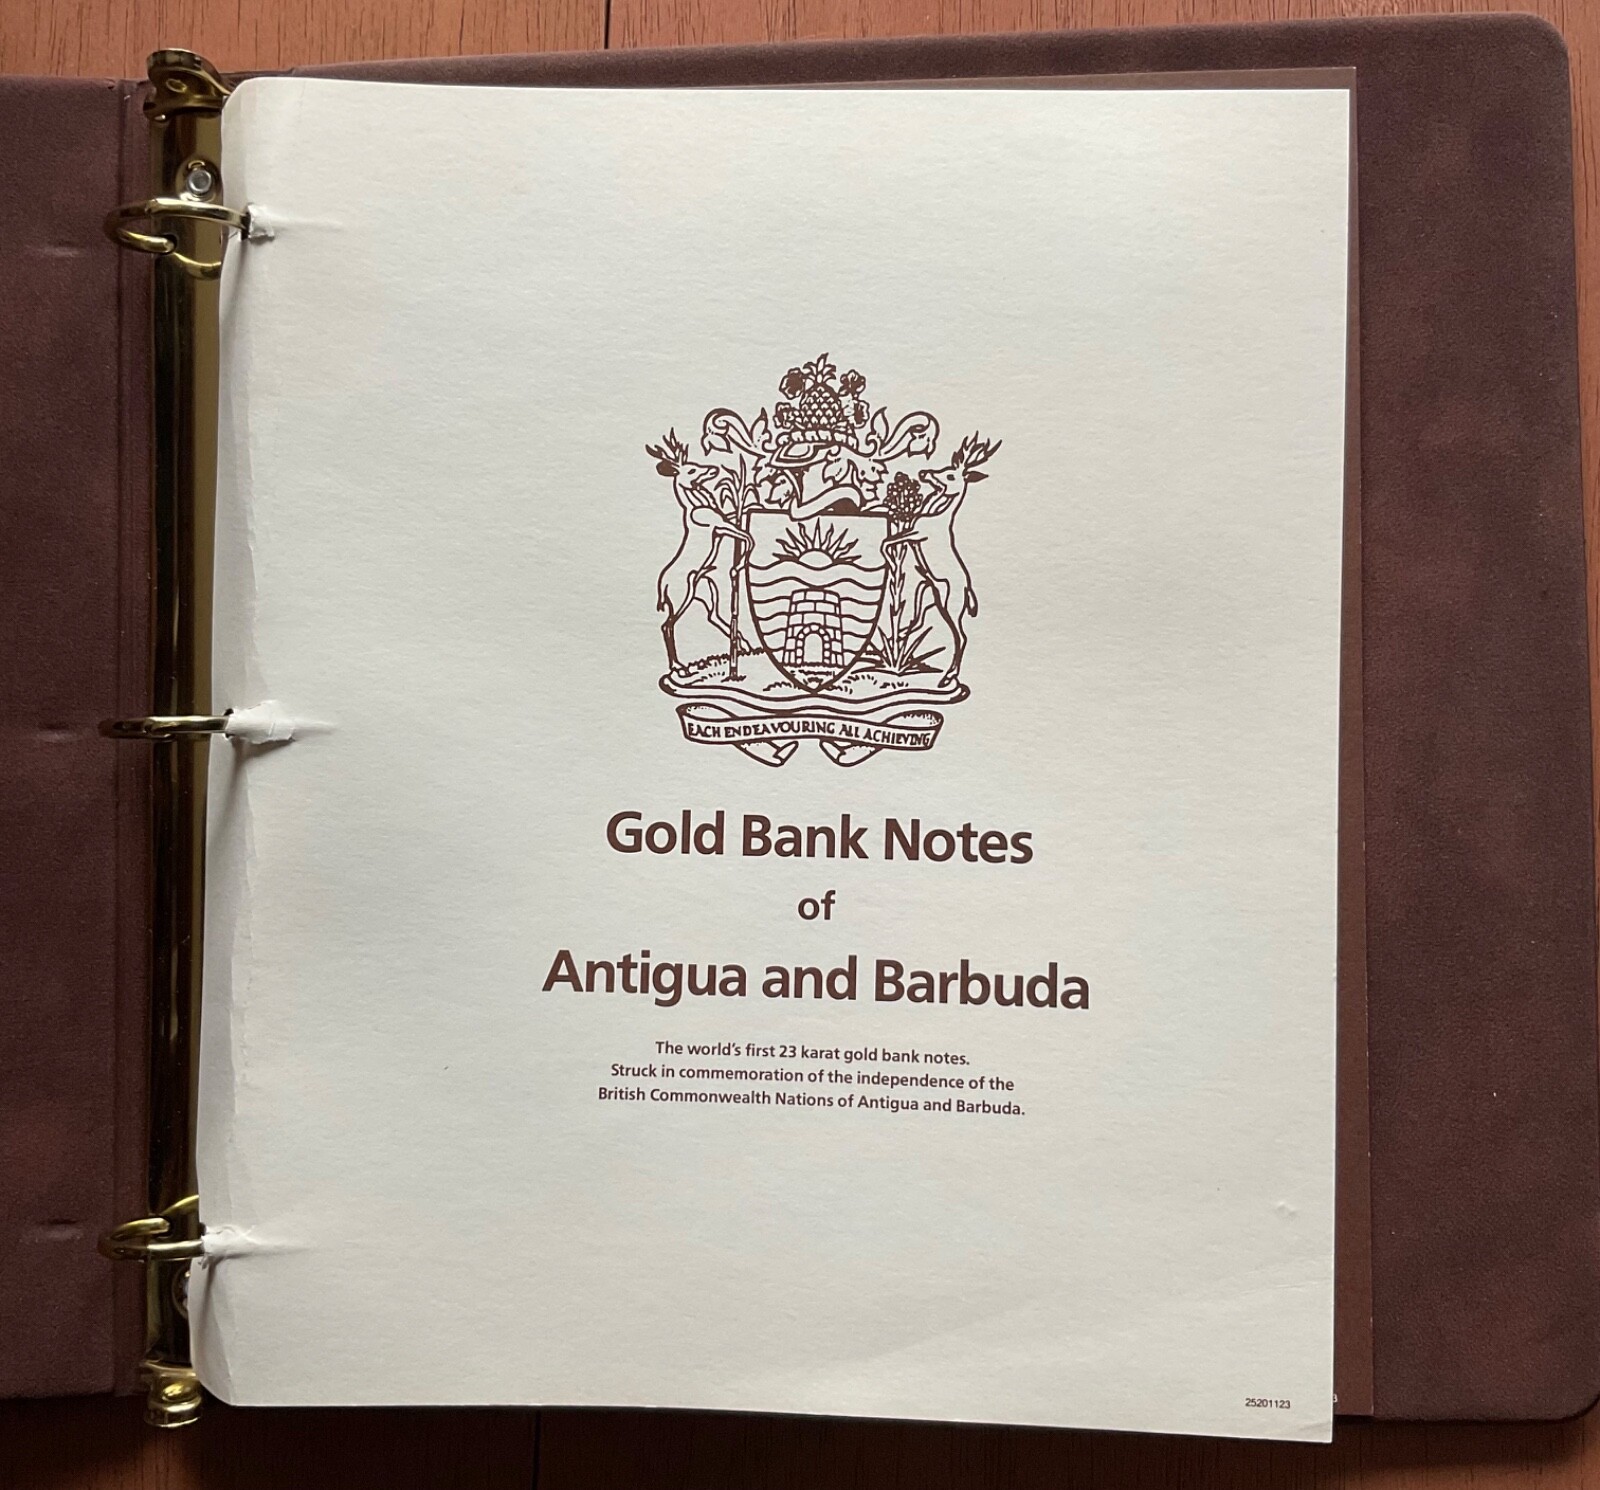 EACH ENDEAVOURING ALL ACHIEVING
Gold Bank Notes
of
Antigua and Barbuda
The world's first 23 karat gold bank notes.
Struck in commemoration of the independence of the
British Commonwealth Nations of Antigua and Barbuda.
25201123
3